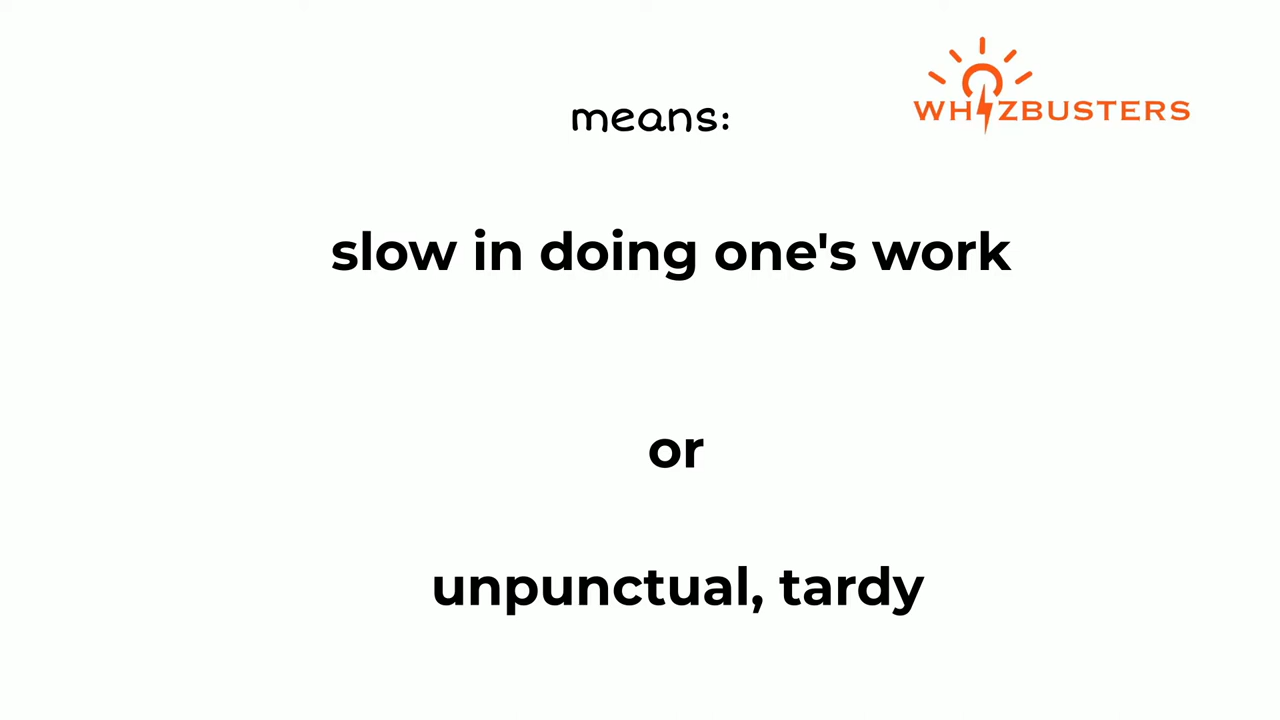 means:
WHIZBUSTERS
slow in doing one's work
or
unpunctual, tardy